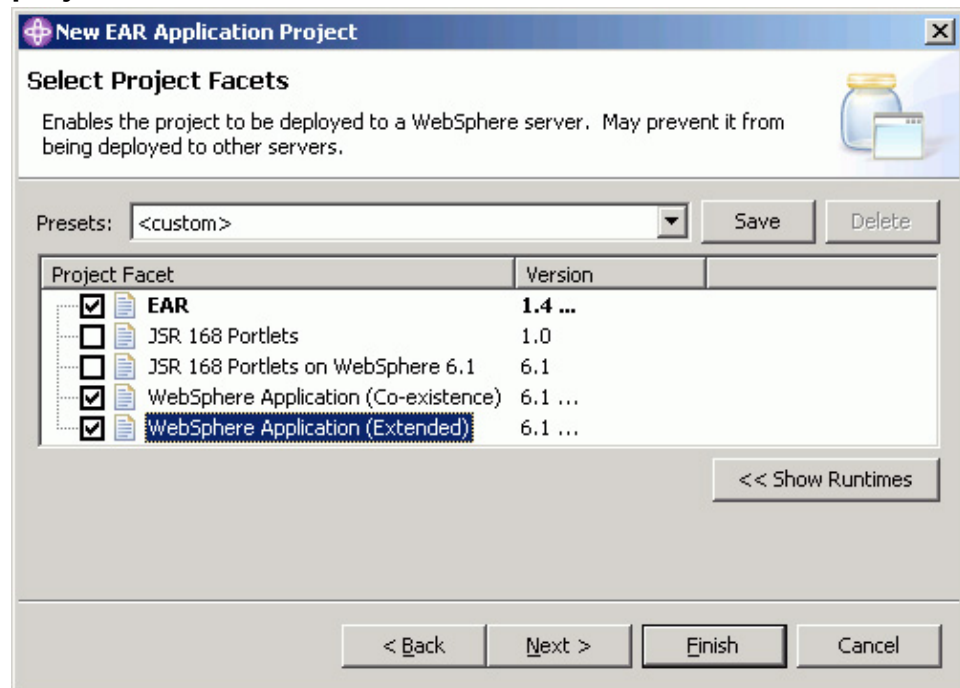 New EAR Application Project
Select Project Facets
Enables the project to be deployed to a WebSphere server. May prevent it from
being deployed to other servers.
Presets: <custom> Save Delete
Project Facet Version
EAR 1.4 ...
JSR 168 Portlets 1.0
JSR 168 Portlets on WebSphere 6.1 6.1
WebSphere Application (Co-existence) 6.1 ...
WebSphere Application (Extended) 6.1 ...
<< Show Runtimes
< Back Next > Finish Cancel